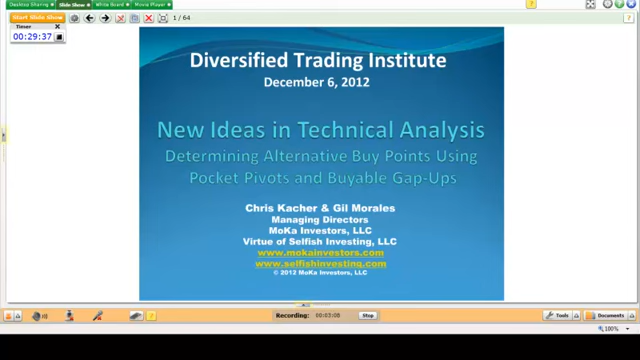 Desktop Sharing Slide Show White Board Movie Player
Start Slide Show 1 / 64
Timer
00:29:37
Diversified Trading Institute
December 6, 2012
New Ideas in Technical Analysis
Determining Alternative Buy Points Using
Pocket Pivots and Buyable Gap-Ups
Chris Kacher & Gil Morales
Managing Directors
MoKa Investors, LLC
Virtue of Selfish Investing, LLC
www.mokainvestors.com
www.selfishinvesting.com
© 2012 MoKa Investors, LLC
Recording: 00:03:08 Stop Tools Documents
100%